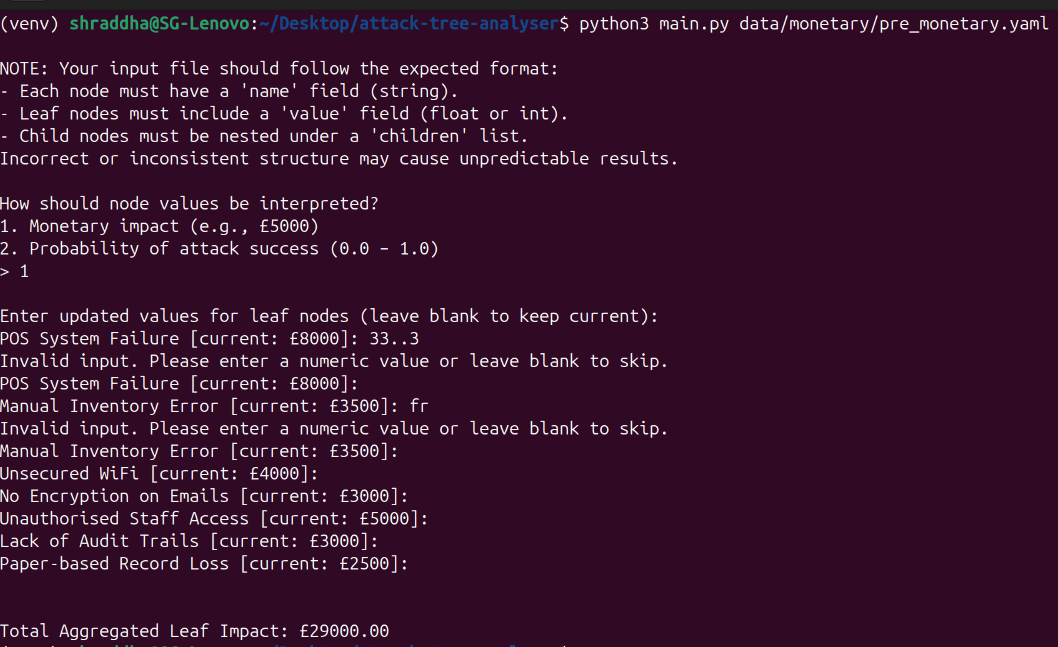 (venv) shraddha@SG-Lenovo:~/Desktop/attack-tree-analyser$ python3 main.py data/monetary/pre_monetary.yaml
NOTE: Your input file should follow the expected format:
- Each node must have a 'name' field (string).
- Leaf nodes must include a 'value' field (float or int).
- Child nodes must be nested under a 'children' list.
Incorrect or inconsistent structure may cause unpredictable results.
How should node values be interpreted?
1. Monetary impact (e.g., £5000)
2. Probability of attack success (0.0 – 1.0)
> 1
Enter updated values for leaf nodes (leave blank to keep current):
POS System Failure [current: £8000]: 33..3
Invalid input. Please enter a numeric value or leave blank to skip.
POS System Failure [current: £8000]:
Manual Inventory Error [current: £3500]: fr
Invalid input. Please enter a numeric value or leave blank to skip.
Manual Inventory Error [current: £3500]:
Unsecured WiFi [current: £4000]:
No Encryption on Emails [current: £3000]:
Unauthorised Staff Access [current: £5000]:
Lack of Audit Trails [current: £3000]:
Paper-based Record Loss [current: £2500]:
Total Aggregated Leaf Impact: £29000.00